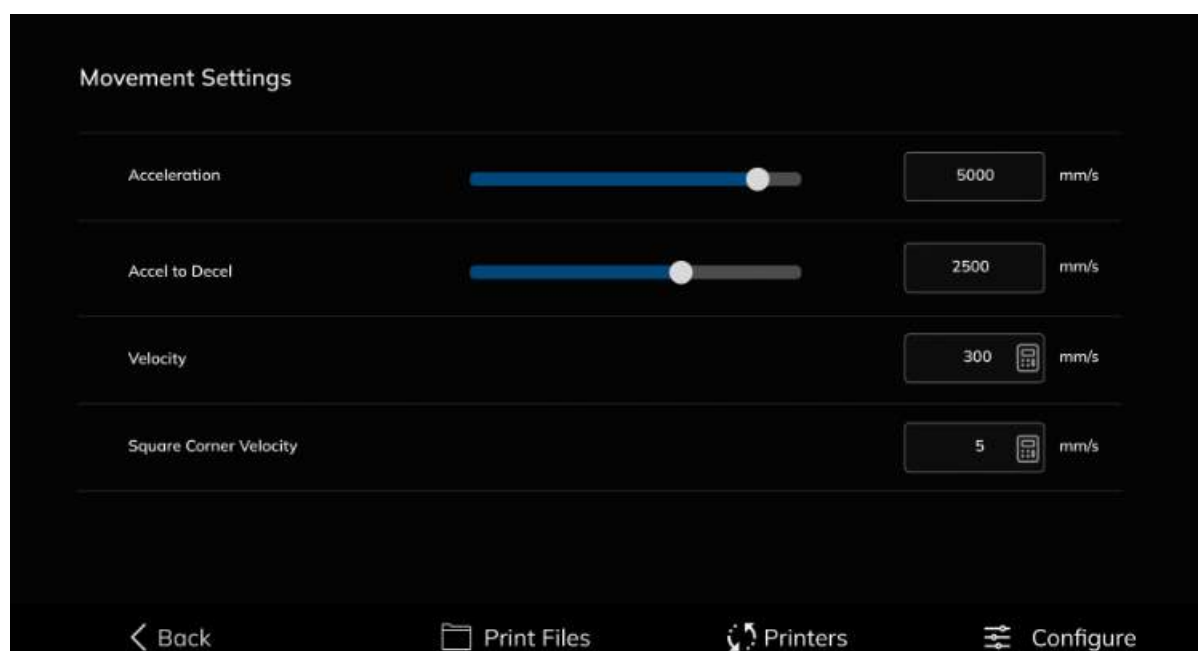 Movement Settings
Acceleration 5000 mm/s
Accel to Decel 2500 mm/s
Velocity 300 mm/s
Square Corner Velocity 5 mm/s
Back Print Files Printers Configure